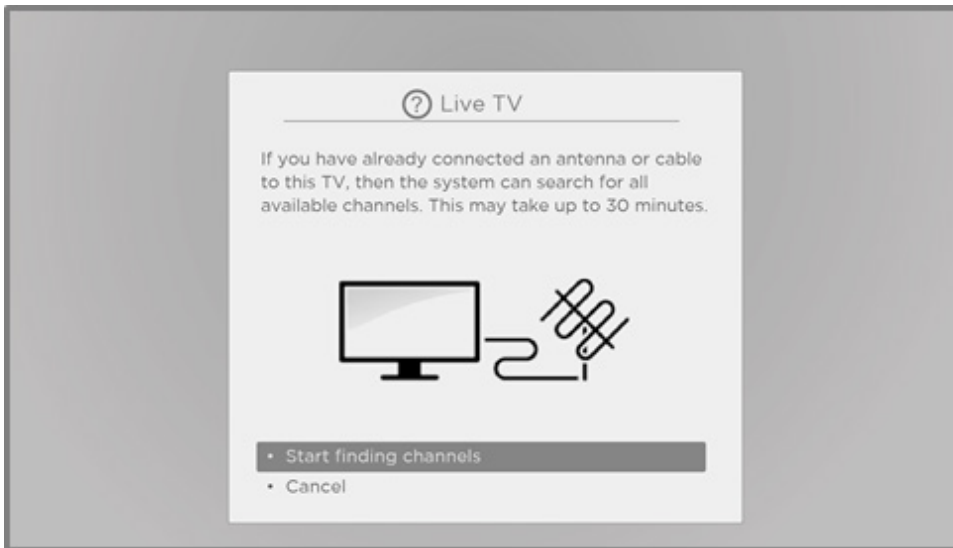 ? Live TV
If you have already connected an antenna or cable
to this TV, then the system can search for all
available channels. This may take up to 30 minutes.
• Start finding channels
• Cancel